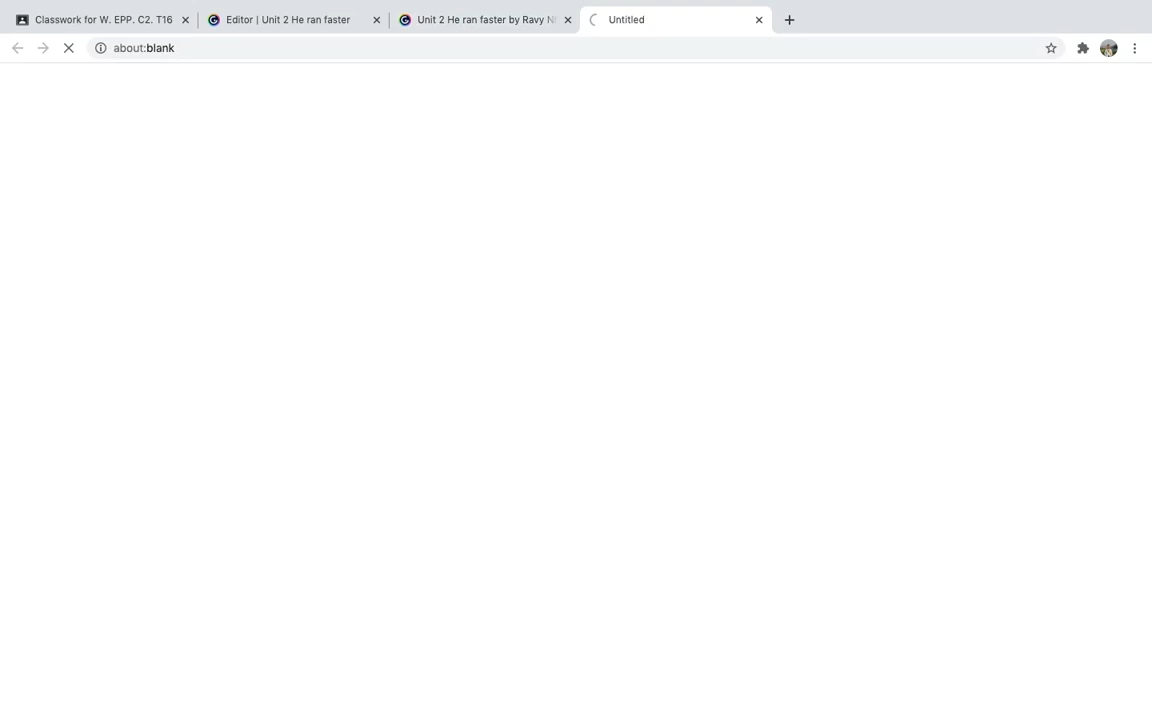 Classwork for W. EPP. C2. T16
Editor | Unit 2 He ran faster
Unit 2 He ran faster by Ravy
Untitled
about:blank